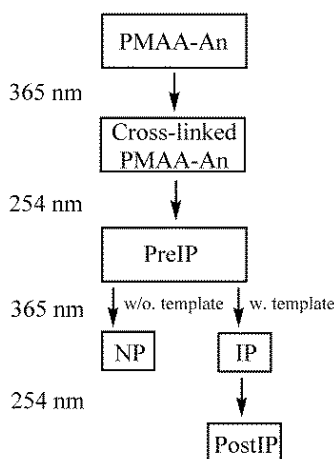 PMAA-An
365 nm
Cross-linked
PMAA-An
254 nm
PreIP
365 nm w/o. template w. template
NP IP
254 nm
PostIP